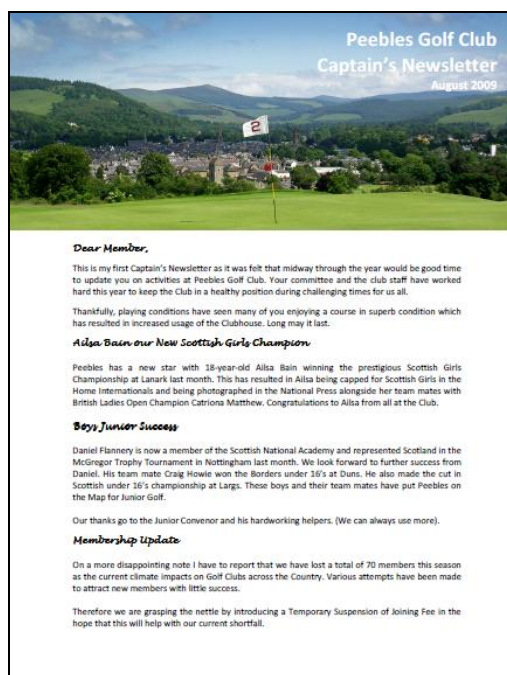 Peebles Golf Club
Captain's Newsletter
August 2009
Dear Member,
This is my first Captain's Newsletter as it was felt that midway through the year would be good time
to update you on activities at Peebles Golf Club. Your committee and the club staff have worked
hard this year to keep the Club in a healthy position during challenging times for us all.
Thankfully, playing conditions have seen many of you enjoying a course in superb condition which
has resulted in increased usage of the Clubhouse. Long may it last.
Ailsa Bain our New Scottish Girls Champion
Peebles has a new star with 18-year-old Ailsa Bain winning the prestigious Scottish Girls
Championship at Lanark last month. This has resulted in Ailsa being capped for Scottish Girls in the
Home Internationals and being photographed in the National Press alongside her team mates with
British Ladies Open Champion Catriona Matthew. Congratulations to Ailsa from all at the Club.
Boys Junior Success
Daniel Flannery is now a member of the Scottish National Academy and represented Scotland in the
McGregor Trophy Tournament in Nottingham last month. We look forward to further success from
Daniel. His team mate Craig Howie won the Borders under 16's at Duns. He also made the cut in
Scottish under 16's championship at Largs. These boys and their team mates have put Peebles on
the Map for Junior Golf.
Our thanks go to the Junior Convenor and his hardworking helpers. (We can always use more).
Membership Update
On a more disappointing note I have to report that we have lost a total of 70 members this season
as the current climate impacts on Golf Clubs across the Country. Various attempts have been made
to attract new members with little success.
Therefore we are grasping the nettle by introducing a Temporary Suspension of Joining Fee in the
hope that this will help with our current shortfall.